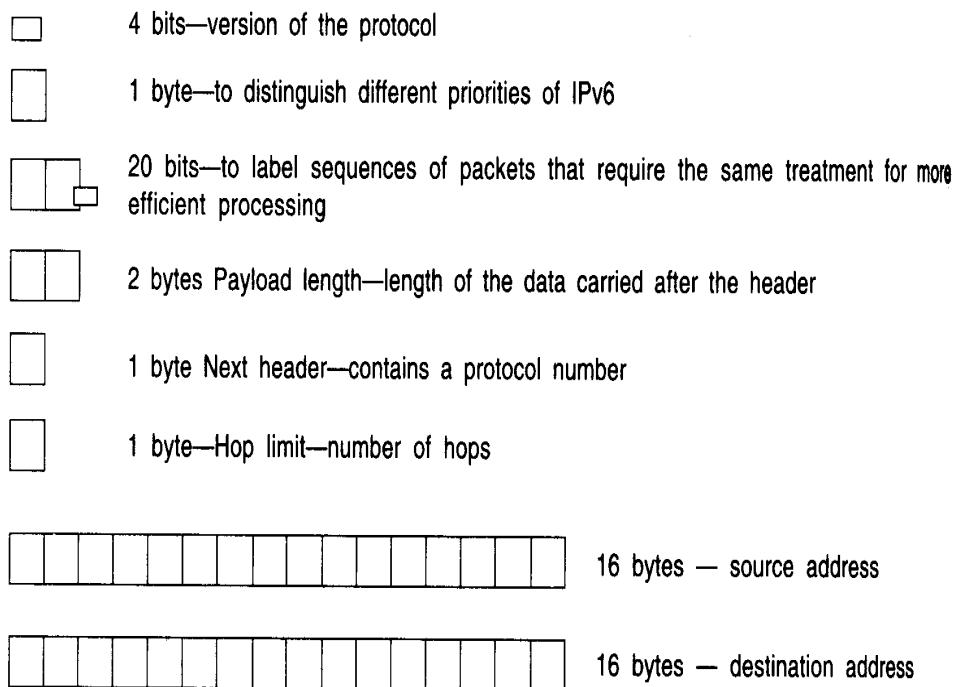 4 bits—version of the protocol
1 byte—to distinguish different priorities of IPv6
20 bits—to label sequences of packets that require the same treatment for more
efficient processing
2 bytes Payload length—length of the data carried after the header
1 byte Next header—contains a protocol number
1 byte—Hop limit—number of hops
16 bytes — source address
16 bytes — destination address